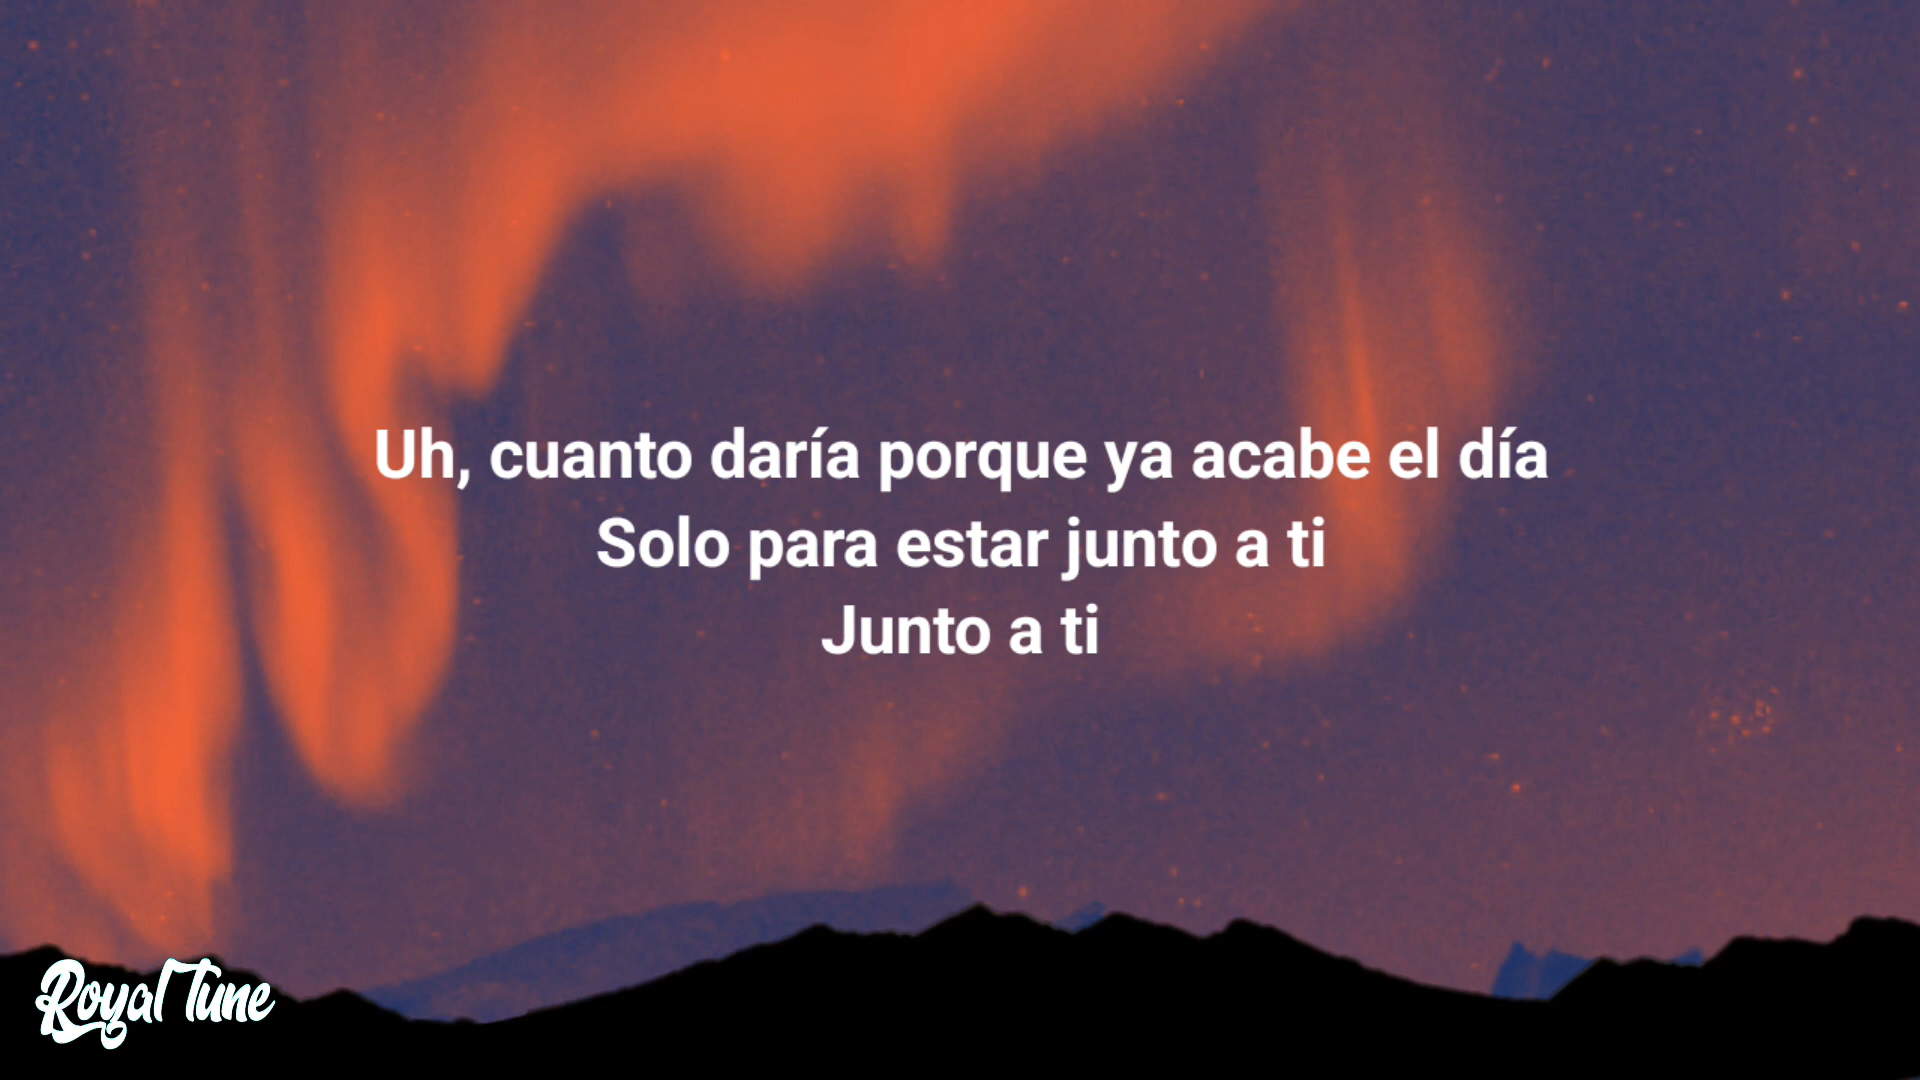 Uh, cuanto daría porque ya acabe el día
Solo para estar junto a ti
Junto a ti
Royal Tune